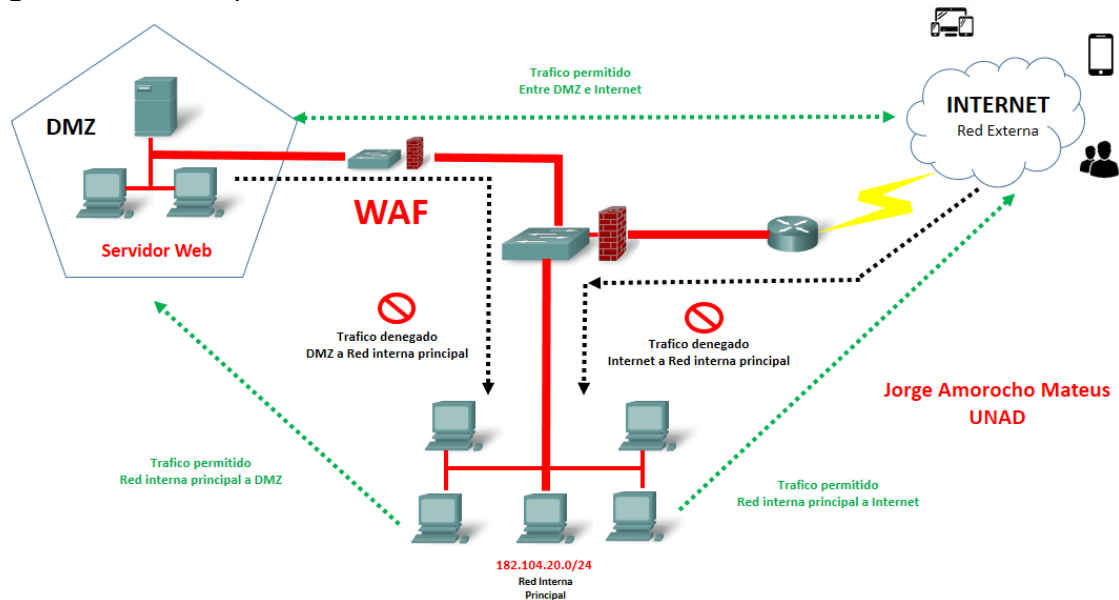 Trafico permitido
Entre DMZ e Internet
INTERNET
Red Externa
DMZ
WAF
Servidor Web
Trafico denegado
DMZ a Red interna principal
Trafico denegado
Internet a Red interna principal
Jorge Amorocho Mateus
UNAD
Trafico permitido
Red interna principal a DMZ
Trafico permitido
Red interna principal a Internet
182.104.20.0/24
Red Interna
Principal